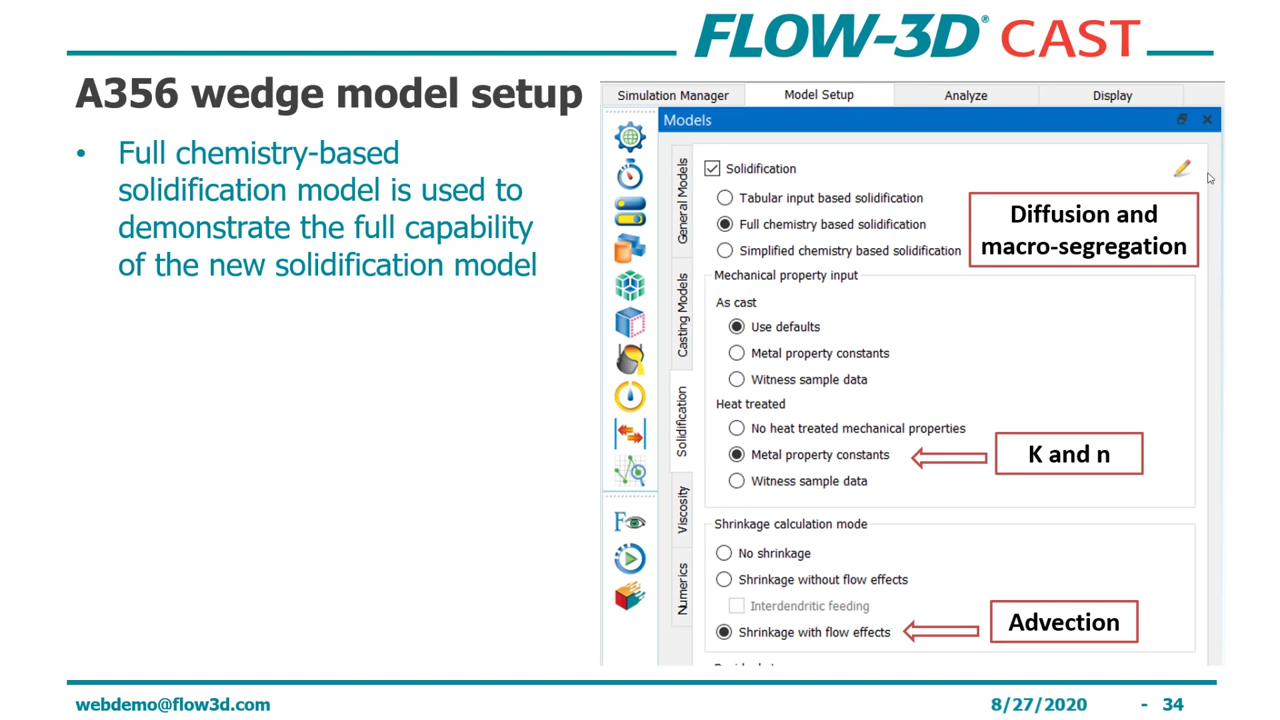 FLOW-3D® CAST
A356 wedge model setup
• Full chemistry-based
solidification model is used to
demonstrate the full capability
of the new solidification model
Simulation Manager
Model Setup
Analyze
Display
Models
General Models
Casting Models
Solidification
Viscosity
Numerics
Solidification
Tabular input based solidification
Full chemistry based solidification
Simplified chemistry based solidification
Diffusion and
macro-segregation
Mechanical property input
As cast
Use defaults
Metal property constants
Witness sample data
Heat treated
No heat treated mechanical properties
Metal property constants
K and n
Witness sample data
Shrinkage calculation mode
No shrinkage
Shrinkage without flow effects
Interdendritic feeding
Shrinkage with flow effects
Advection
webdemo@flow3d.com
8/27/2020
- 34